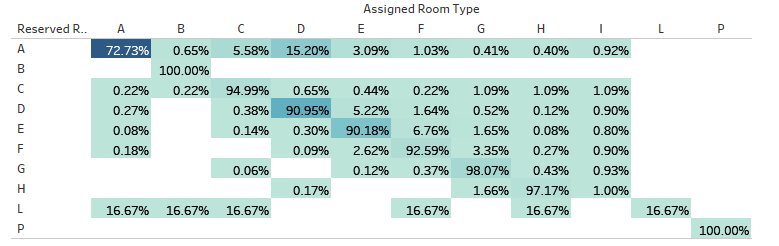 Assigned Room Type
Reserved R.. A B C D E F G H I L P
A 72.73% 0.65% 5.58% 15.20% 3.09% 1.03% 0.41% 0.40% 0.92%
B 100.00%
C 0.22% 0.22% 94.99% 0.65% 0.44% 0.22% 1.09% 1.09% 1.09%
D 0.27% 0.38% 90.95% 5.22% 1.64% 0.52% 0.12% 0.90%
E 0.08% 0.14% 0.30% 90.18% 6.76% 1.65% 0.08% 0.80%
F 0.18% 0.09% 2.62% 92.59% 3.35% 0.27% 0.90%
G 0.06% 0.12% 0.37% 98.07% 0.43% 0.93%
H 0.17% 1.66% 97.17% 1.00%
L 16.67% 16.67% 16.67% 16.67% 16.67% 16.67%
P 100.00%